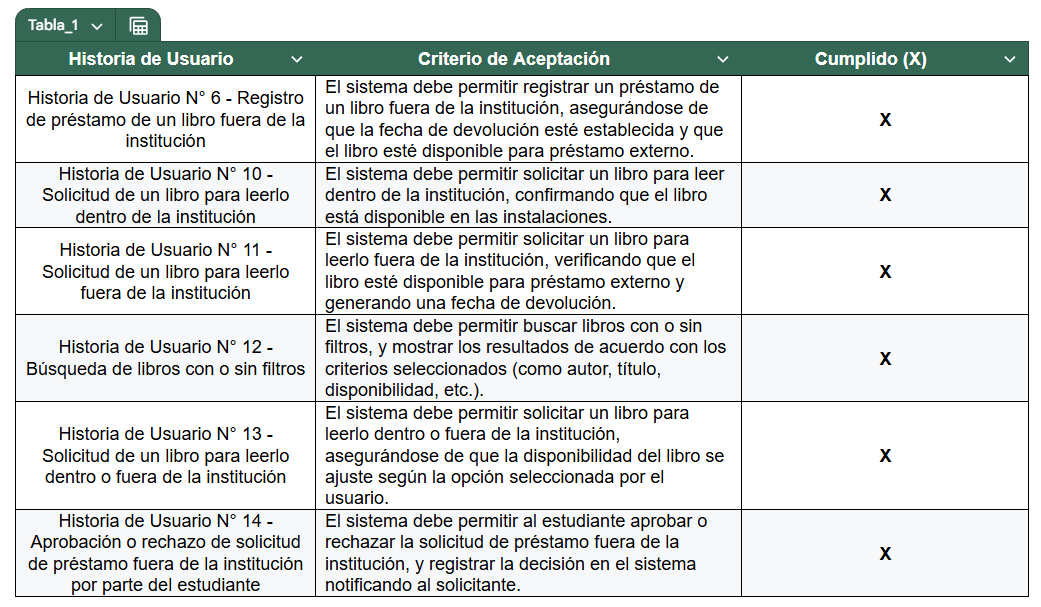 Tabla_1
Historia de Usuario
Criterio de Aceptación
Cumplido (X)
Historia de Usuario N° 6 - Registro
de préstamo de un libro fuera de la
institución
El sistema debe permitir registrar un préstamo de
un libro fuera de la institución, asegurándose de
que la fecha de devolución esté establecida y que
el libro esté disponible para préstamo externo.
X
Historia de Usuario N° 10 -
Solicitud de un libro para leerlo
dentro de la institución
El sistema debe permitir solicitar un libro para leer
dentro de la institución, confirmando que el libro
está disponible en las instalaciones.
X
Historia de Usuario N° 11 -
Solicitud de un libro para leerlo
fuera de la institución
El sistema debe permitir solicitar un libro para
leerlo fuera de la institución, verificando que el
libro esté disponible para préstamo externo y
generando una fecha de devolución.
X
Historia de Usuario N° 12 -
Búsqueda de libros con o sin filtros
El sistema debe permitir buscar libros con o sin
filtros, y mostrar los resultados de acuerdo con los
criterios seleccionados (como autor, título,
disponibilidad, etc.).
X
Historia de Usuario N° 13 -
Solicitud de un libro para leerlo
dentro o fuera de la institución
El sistema debe permitir solicitar un libro para
leerlo dentro o fuera de la institución,
asegurándose de que la disponibilidad del libro se
ajuste según la opción seleccionada por el
usuario.
X
Historia de Usuario N° 14 -
Aprobación o rechazo de solicitud
de préstamo fuera de la institución
por parte del estudiante
El sistema debe permitir al estudiante aprobar o
rechazar la solicitud de préstamo fuera de la
institución, y registrar la decisión en el sistema
notificando al solicitante.
X